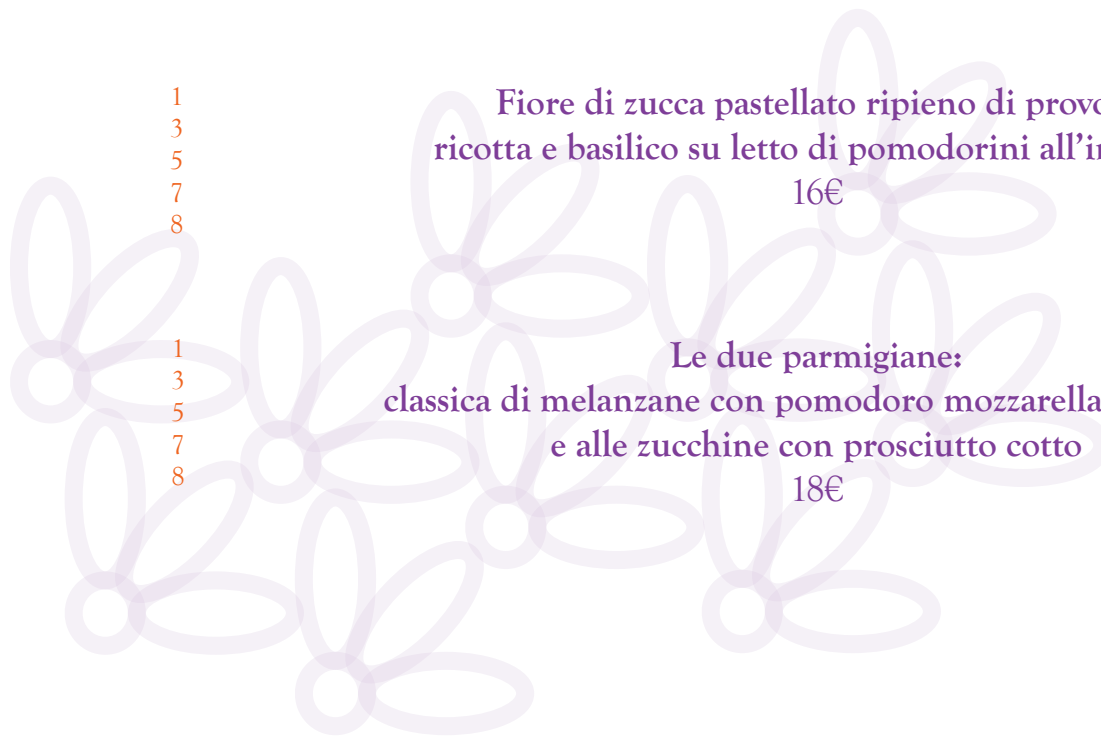 1
3
5
7
8
Fiore di zucca pastellato ripieno di
ricotta e basilico su letto di pomodorini
16€
1
3
5
7
8
Le due parmigiane:
classica di melanzane con pomodoro mozzarella
e alle zucchine con prosciutto cotto
18€